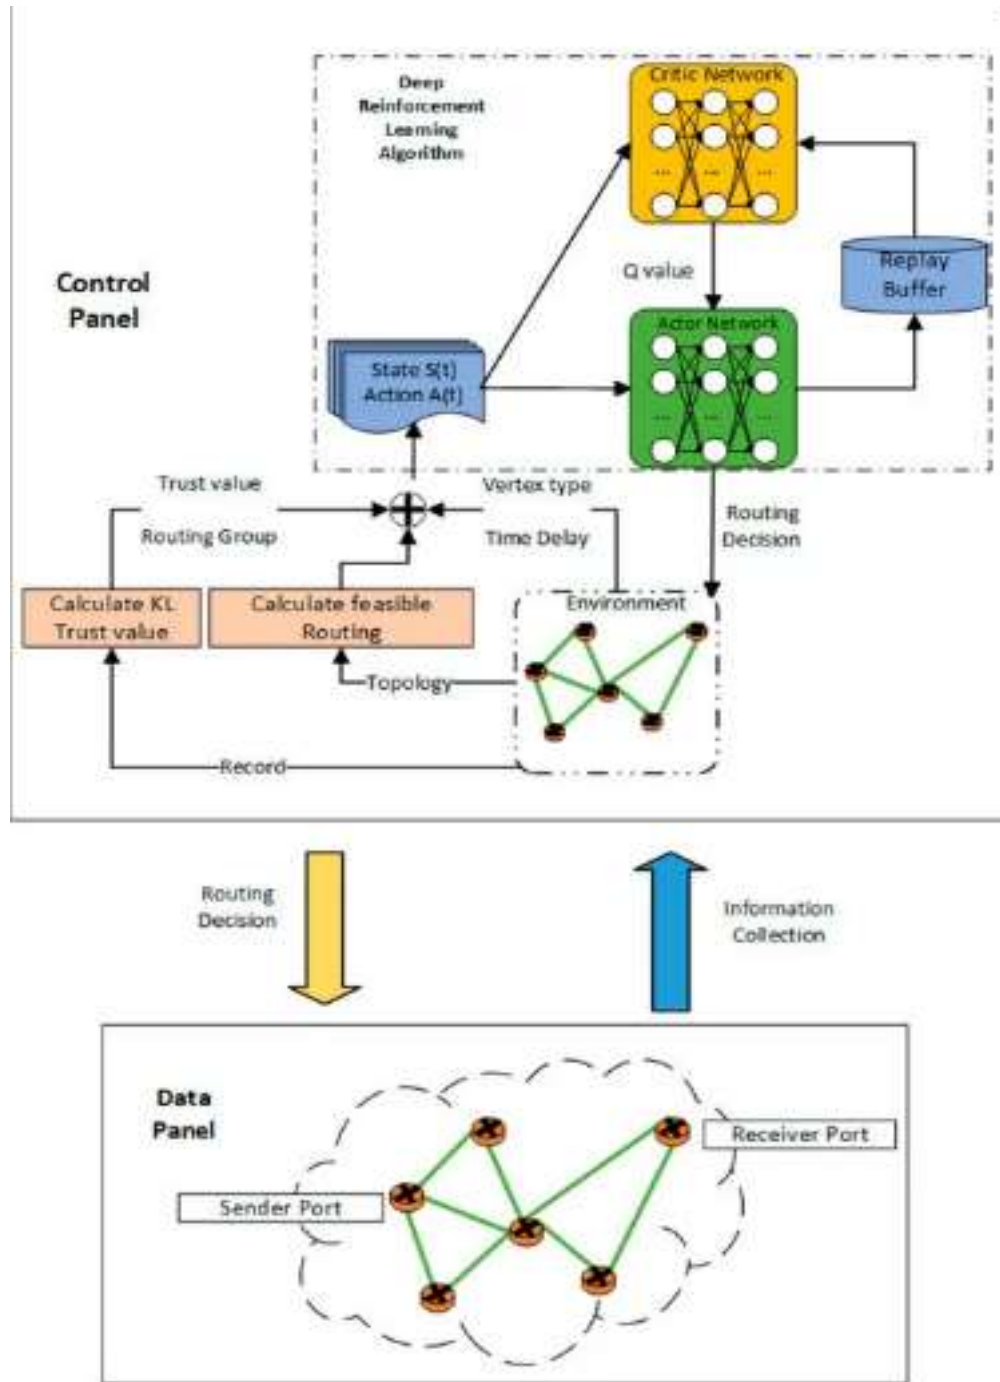 Deep
Reinforcement
Learning
Algorithm
Critic Network
...
...
...
Control
Panel
Q value
Replay
Buffer
Actor Network
...
...
...
State S(t)
Action A(t)
Trust value
Vertex type
Routing Group
Time Delay
Routing
Decision
Calculate KL
Trust value
Calculate feasible
Routing
Environment
Topology
Record
Routing
Decision
Information
Collection
Data
Panel
Receiver Port
Sender Port